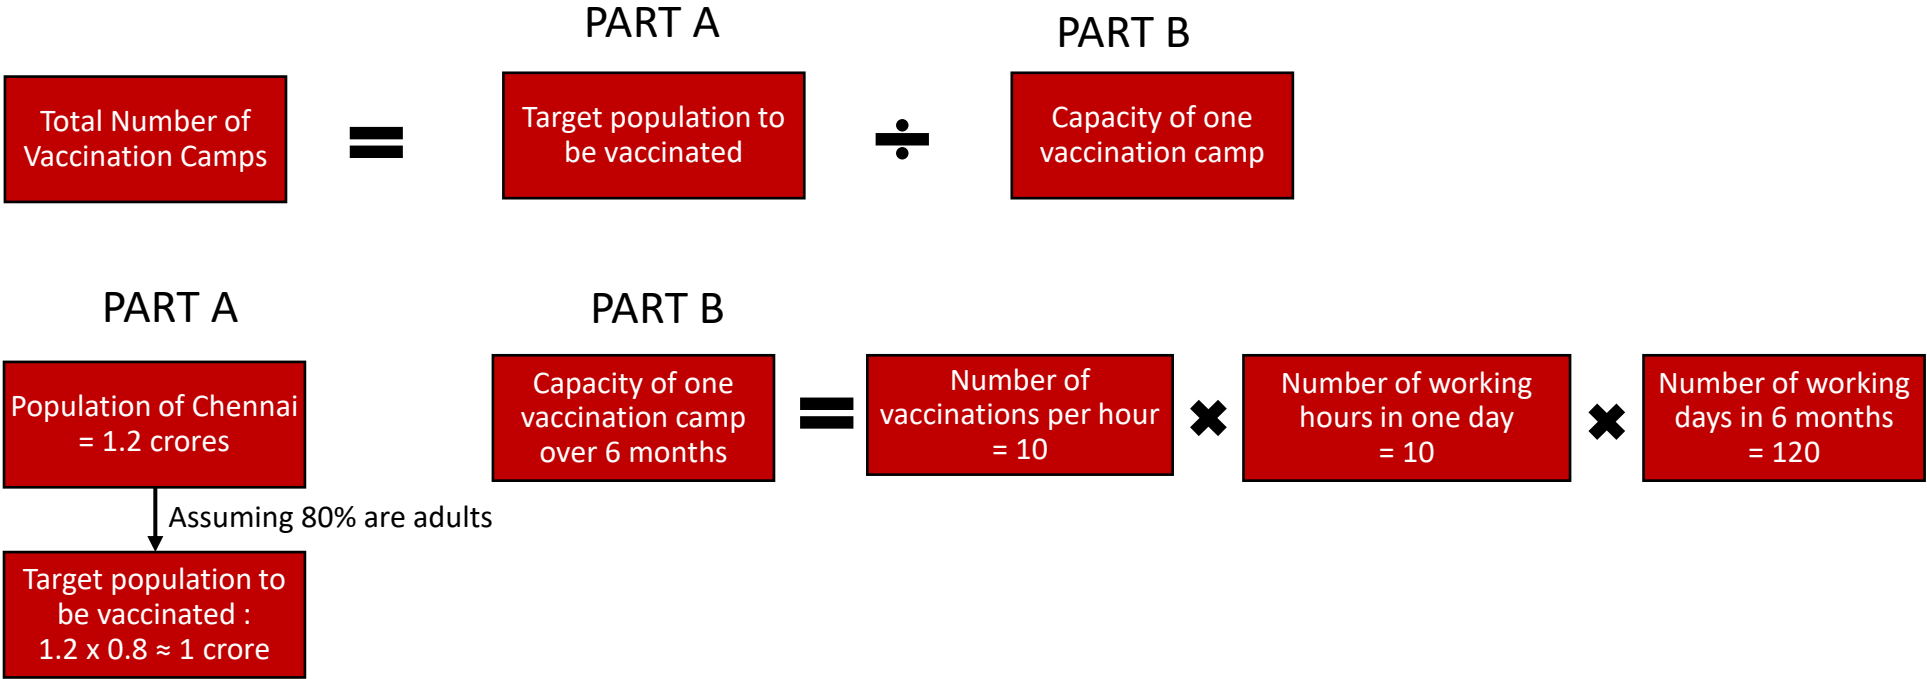 PART A
PART B
Total Number of
Vaccination Camps
=
Target population to
be vaccinated
÷
Capacity of one
vaccination camp
PART A
PART B
Population of Chennai
= 1.2 crores
Assuming 80% are adults
Target population to
be vaccinated :
1.2 x 0.8 ≈ 1 crore
Capacity of one
vaccination camp
over 6 months
=
Number of
vaccinations per hour
= 10
×
Number of working
hours in one day
= 10
×
Number of working
days in 6 months
= 120